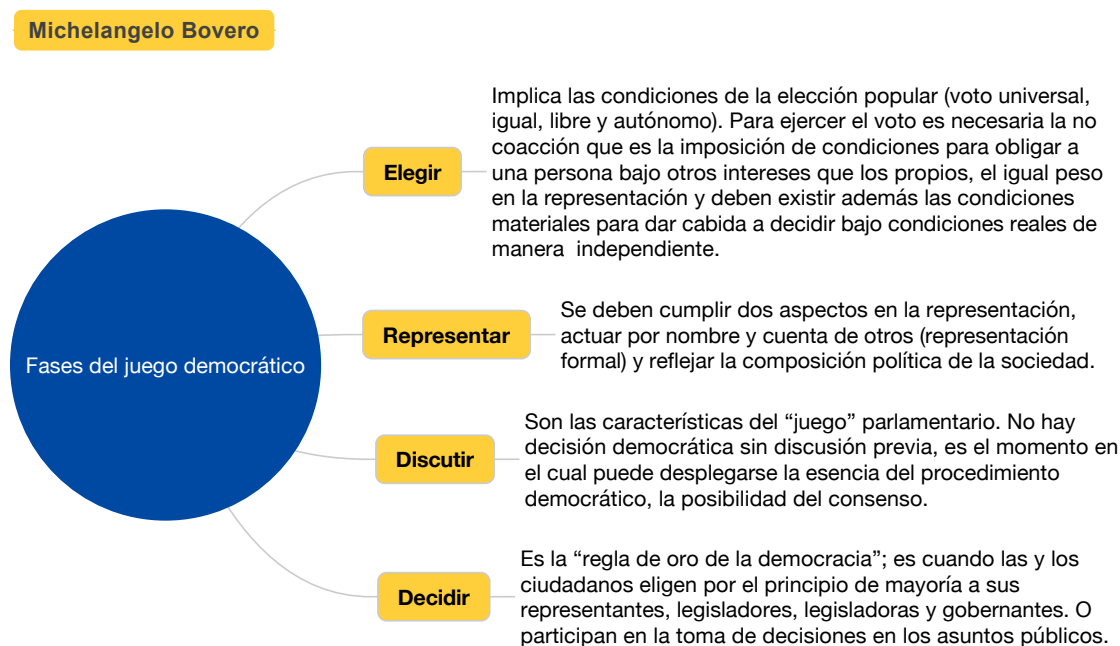 Michelangelo Bovero
Fases del juego democrático
Elegir
Implica las condiciones de la elección popular (voto universal,
igual, libre y autónomo). Para ejercer el voto es necesaria la no
coacción que es la imposición de condiciones para obligar a
una persona bajo otros intereses que los propios, el igual peso
en la representación y deben existir además las condiciones
materiales para dar cabida a decidir bajo condiciones reales de
manera  independiente.
Representar
Se deben cumplir dos aspectos en la representación,
actuar por nombre y cuenta de otros (representación
formal) y reflejar la composición política de la sociedad.
Discutir
Son las características del “juego” parlamentario. No hay
decisión democrática sin discusión previa, es el momento en
el cual puede desplegarse la esencia del procedimiento
democrático, la posibilidad del consenso.
Decidir
Es la “regla de oro de la democracia”; es cuando las y los
ciudadanos eligen por el principio de mayoría a sus
representantes, legisladores, legisladoras y gobernantes. O
participan en la toma de decisiones en los asuntos públicos.